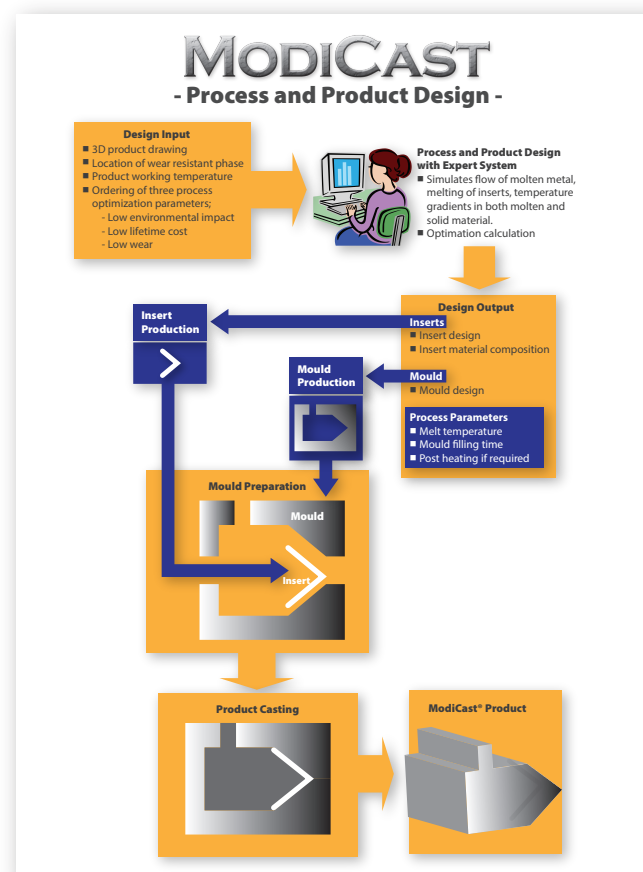 MODICAST
- Process and Product Design -
Design Input
■ 3D product drawing
■ Location of wear resistant phase
■ Product working temperature
■ Ordering of three process
optimization parameters;
- Low environmental impact
- Low lifetime cost
- Low wear
Process and Product Design
with Expert System
■ Simulates flow of molten metal,
melting of inserts, temperature
gradients in both molten and
solid material.
■ Optimation calculation
Design Output
Inserts
■ Insert design
■ Insert material composition
Mould
■ Mould design
Process Parameters
■ Melt temperature
■ Mould filling time
■ Post heating if required
Insert
Production
Mould
Production
Mould Preparation
Mould
Insert
Product Casting
ModiCast® Product